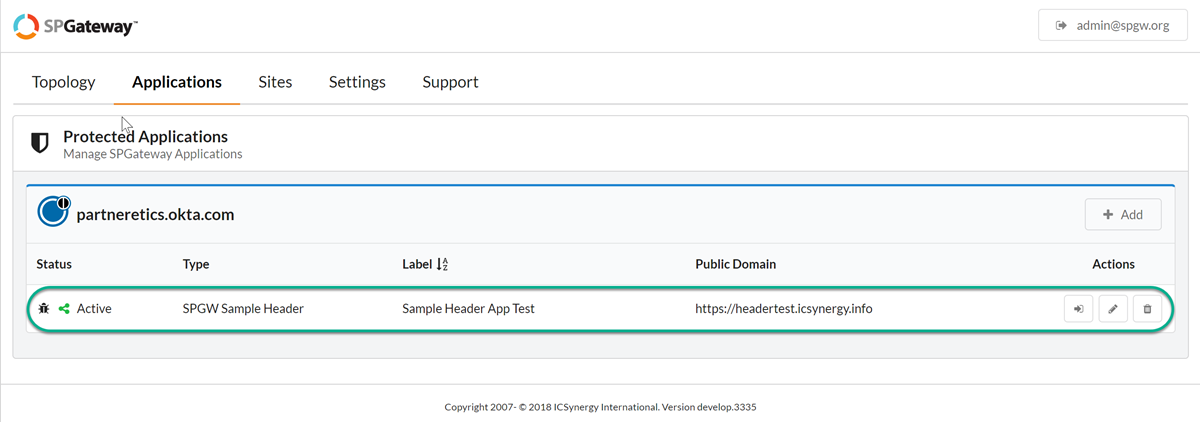 SPGateway™
admin@spgw.org
Topology Applications Sites Settings Support
Protected Applications
Manage SPGateway Applications
partneretics.okta.com
Add
Status Type Label Public Domain Actions
Active SPGW Sample Header Sample Header App Test https://headertest.icsynergy.info
Copyright 2007- © 2018 ICSynergy International. Version develop.3335